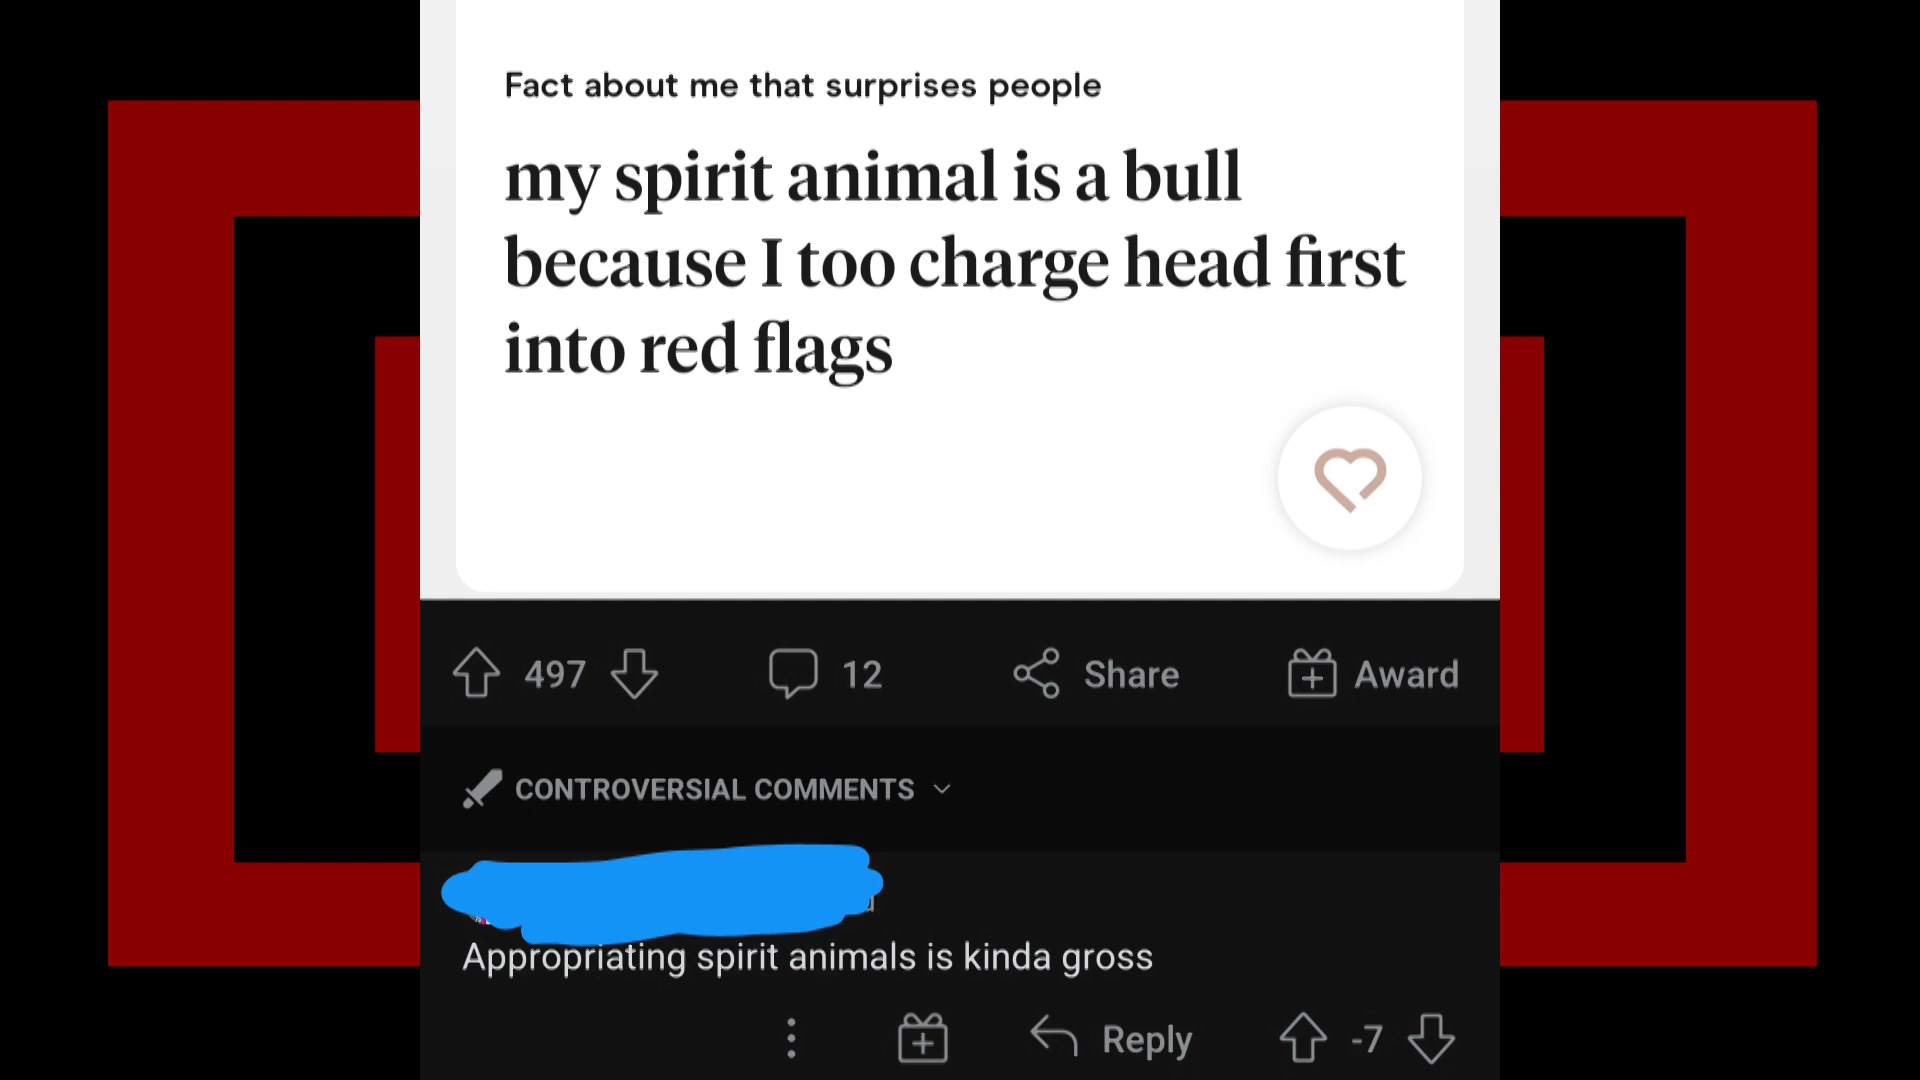 Fact about me that surprises people
my spirit animal is a bull
because I too charge head first
into red flags
497 12 Share Award
CONTROVERSIAL COMMENTS
Appropriating spirit animals is kinda gross
Reply -7